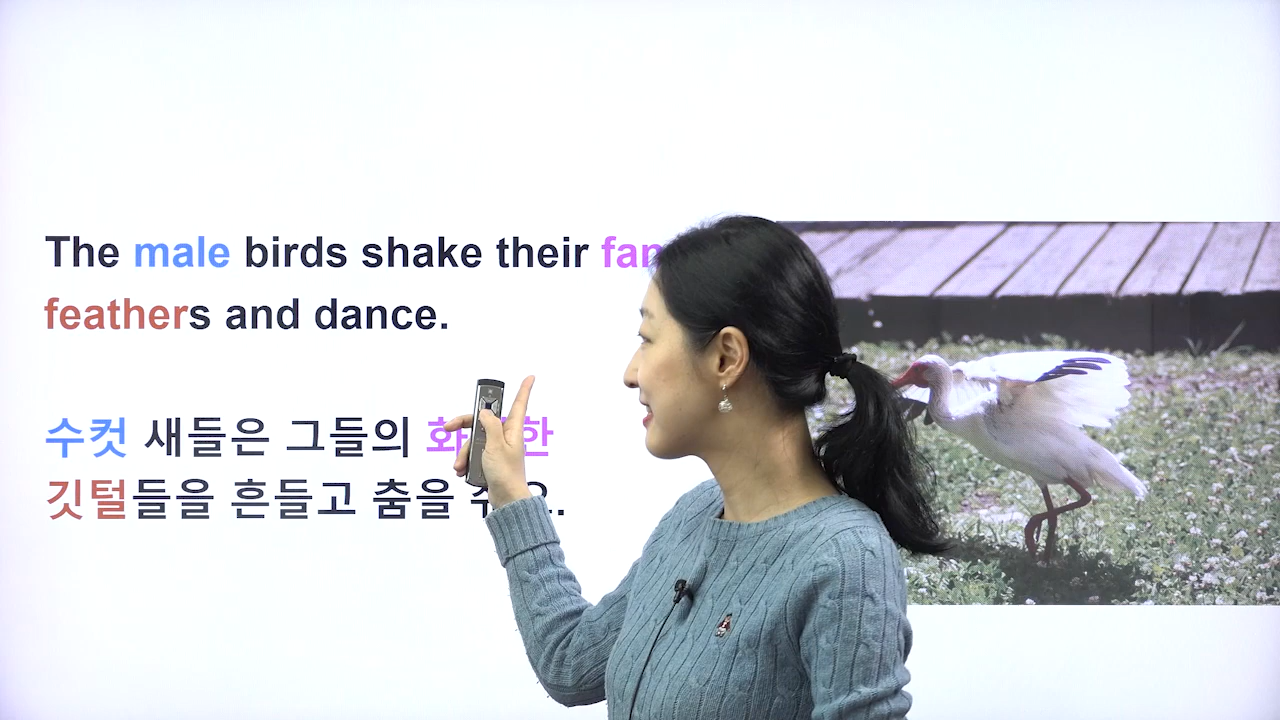 The male birds shake their
feathers and dance.
수컷 새들은 그들의
깃털들을 흔들고 춤을